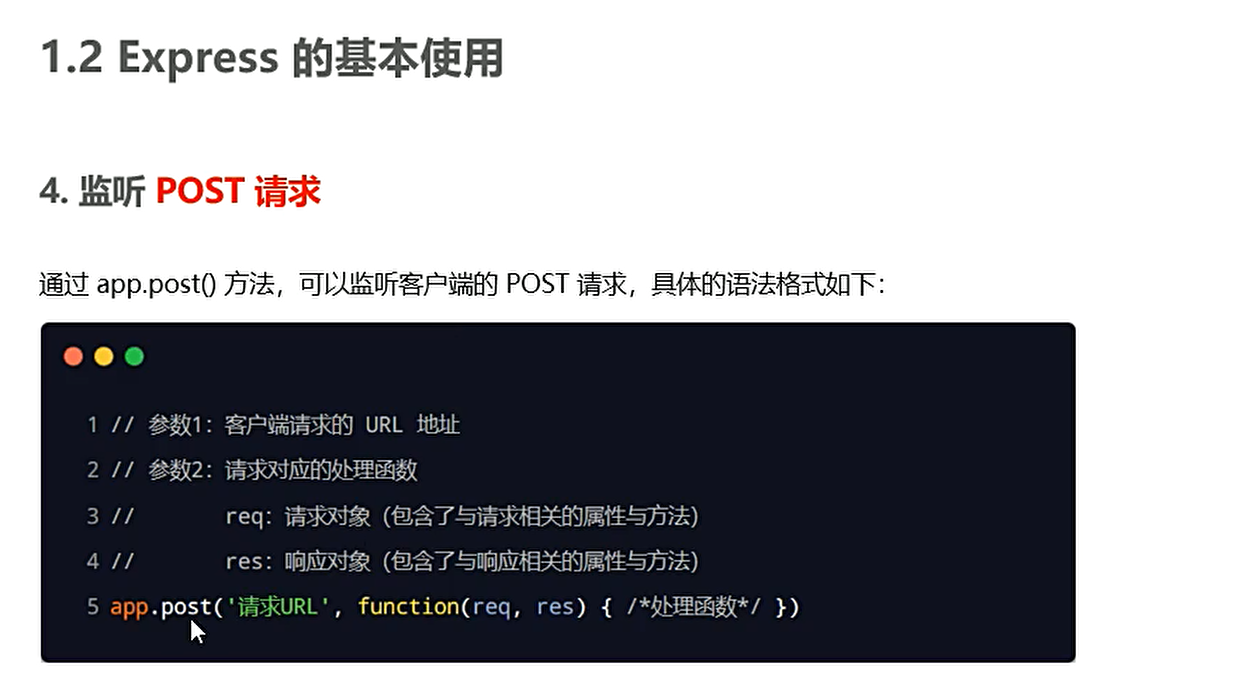 1.2 Express 的基本使用
4. 监听 POST 请求
通过 app.post() 方法，可以监听客户端的 POST 请求，具体的语法格式如下：
1 // 参数1：客户端请求的 URL 地址
2 // 参数2：请求对应的处理函数
3 //      req：请求对象（包含了与请求相关的属性与方法）
4 //      res：响应对象（包含了与响应相关的属性与方法）
5 app.post('请求URL', function(req, res) { /*处理函数*/ })